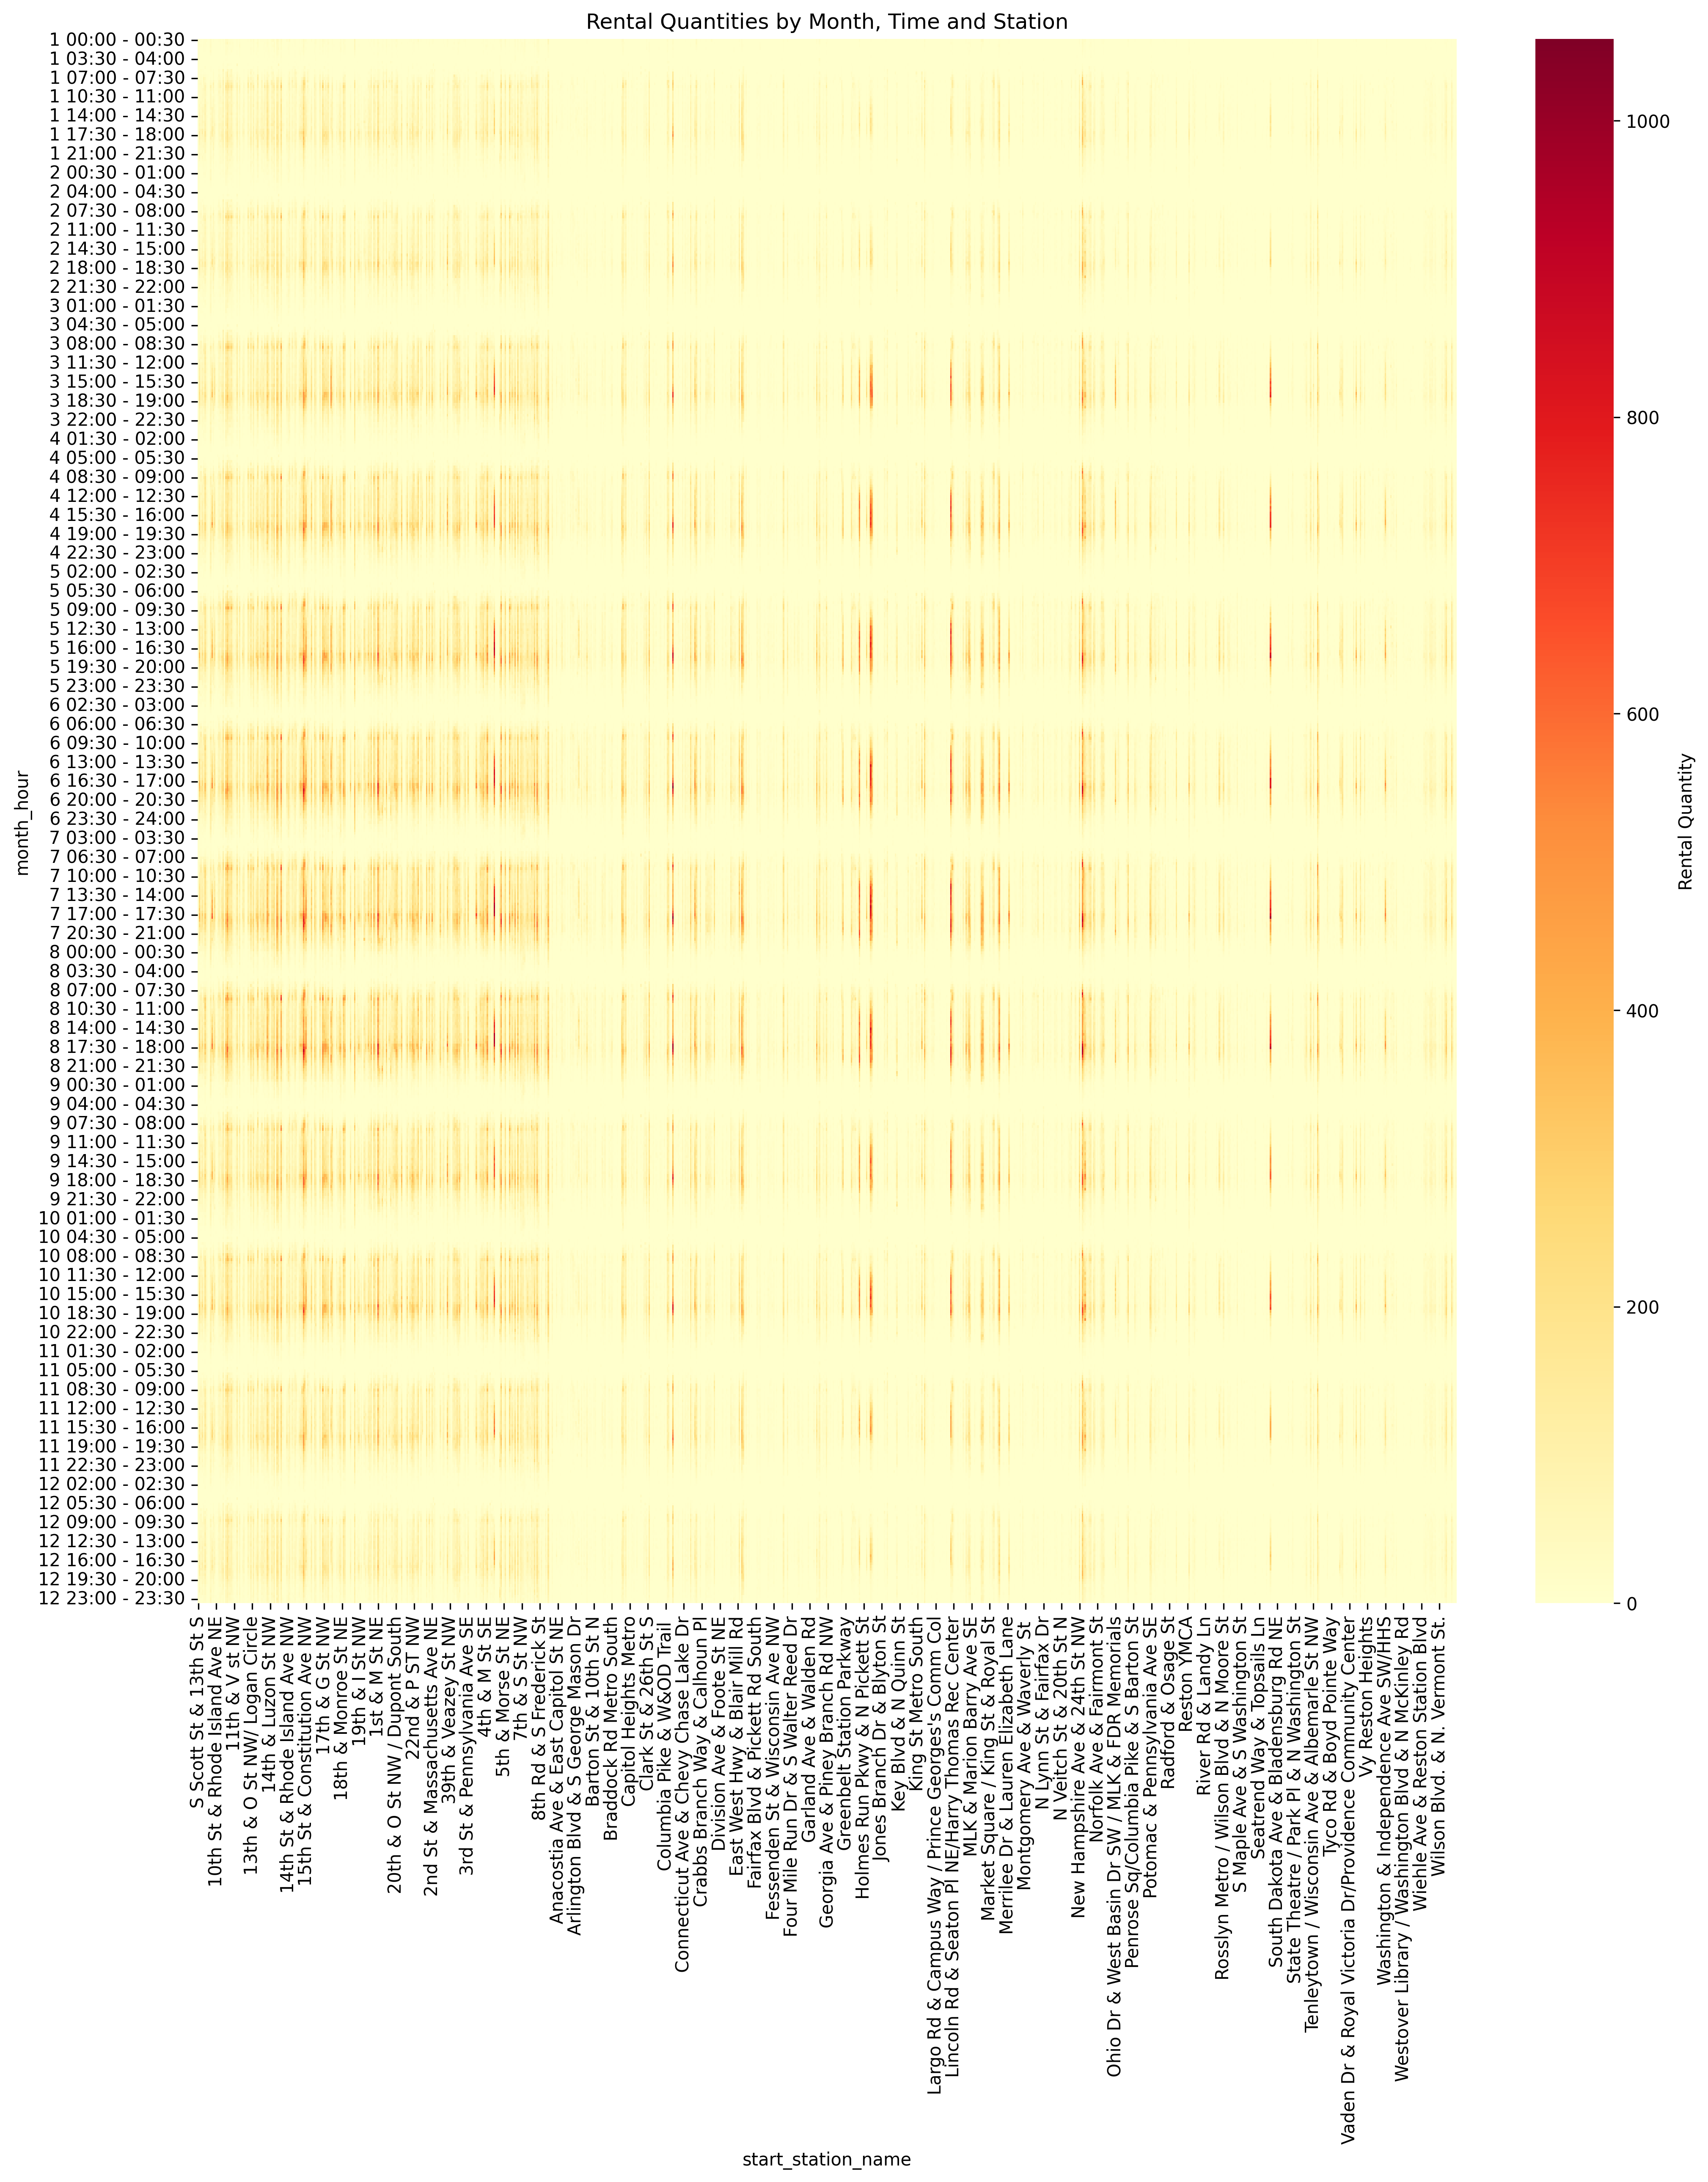 Rental Quantities by Month, Time and Station
month_hour
1 00:00 - 00:30
1 03:30 - 04:00
1 07:00 - 07:30
1 10:30 - 11:00
1 14:00 - 14:30
1 17:30 - 18:00
1 21:00 - 21:30
2 00:30 - 01:00
2 04:00 - 04:30
2 07:30 - 08:00
2 11:00 - 11:30
2 14:30 - 15:00
2 18:00 - 18:30
2 21:30 - 22:00
3 01:00 - 01:30
3 04:30 - 05:00
3 08:00 - 08:30
3 11:30 - 12:00
3 15:00 - 15:30
3 18:30 - 19:00
3 22:00 - 22:30
4 01:30 - 02:00
4 05:00 - 05:30
4 08:30 - 09:00
4 12:00 - 12:30
4 15:30 - 16:00
4 19:00 - 19:30
4 22:30 - 23:00
5 02:00 - 02:30
5 05:30 - 06:00
5 09:00 - 09:30
5 12:30 - 13:00
5 16:00 - 16:30
5 19:30 - 20:00
5 23:00 - 23:30
6 02:30 - 03:00
6 06:00 - 06:30
6 09:30 - 10:00
6 13:00 - 13:30
6 16:30 - 17:00
6 20:00 - 20:30
6 23:30 - 24:00
7 03:00 - 03:30
7 06:30 - 07:00
7 10:00 - 10:30
7 13:30 - 14:00
7 17:00 - 17:30
7 20:30 - 21:00
8 00:00 - 00:30
8 03:30 - 04:00
8 07:00 - 07:30
8 10:30 - 11:00
8 14:00 - 14:30
8 17:30 - 18:00
8 21:00 - 21:30
9 00:30 - 01:00
9 04:00 - 04:30
9 07:30 - 08:00
9 11:00 - 11:30
9 14:30 - 15:00
9 18:00 - 18:30
9 21:30 - 22:00
10 01:00 - 01:30
10 04:30 - 05:00
10 08:00 - 08:30
10 11:30 - 12:00
10 15:00 - 15:30
10 18:30 - 19:00
10 22:00 - 22:30
11 01:30 - 02:00
11 05:00 - 05:30
11 08:30 - 09:00
11 12:00 - 12:30
11 15:30 - 16:00
11 19:00 - 19:30
11 22:30 - 23:00
12 02:00 - 02:30
12 05:30 - 06:00
12 09:00 - 09:30
12 12:30 - 13:00
12 16:00 - 16:30
12 19:30 - 20:00
12 23:00 - 23:30
S Scott St & 13th St S
10th St & Rhode Island Ave NE
11th & V st NW
13th & O St NW/ Logan Circle
14th & Luzon St NW
14th St & Rhode Island Ave NW
15th St & Constitution Ave NW
17th & G St NW
18th & Monroe St NE
19th & I St NW
1st & M St NE
20th & O St NW / Dupont South
22nd & P ST NW
2nd St & Massachusetts Ave NE
39th & Veazey St NW
3rd St & Pennsylvania Ave SE
4th & M St SE
5th & Morse St NE
7th & S St NW
8th Rd & S Frederick St
Anacostia Ave & East Capitol St NE
Arlington Blvd & S George Mason Dr
Barton St & 10th St N
Braddock Rd Metro South
Capitol Heights Metro
Clark St & 26th St S
Columbia Pike & W&OD Trail
Connecticut Ave & Chevy Chase Lake Dr
Crabbs Branch Way & Calhoun Pl
Division Ave & Foote St NE
East West Hwy & Blair Mill Rd
Fairfax Blvd & Pickett Rd South
Fessenden St & Wisconsin Ave NW
Four Mile Run Dr & S Walter Reed Dr
Garland Ave & Walden Rd
Georgia Ave & Piney Branch Rd NW
Greenbelt Station Parkway
Holmes Run Pkwy & N Pickett St
Jones Branch Dr & Blyton St
Key Blvd & N Quinn St
King St Metro South
Largo Rd & Campus Way / Prince Georges's Comm Col
Lincoln Rd & Seaton Pl NE/Harry Thomas Rec Center
MLK & Marion Barry Ave SE
Market Square / King St & Royal St
Merrilee Dr & Lauren Elizabeth Lane
Montgomery Ave & Waverly St
N Lynn St & Fairfax Dr
N Veitch St & 20th St N
New Hampshire Ave & 24th St NW
Norfolk Ave & Fairmont St
Ohio Dr & West Basin Dr SW / MLK & FDR Memorials
Penrose Sq/Columbia Pike & S Barton St
Potomac & Pennsylvania Ave SE
Radford & Osage St
Reston YMCA
River Rd & Landy Ln
Rosslyn Metro / Wilson Blvd & N Moore St
S Maple Ave & S Washington St
Seatrend Way & Topsails Ln
South Dakota Ave & Bladensburg Rd NE
State Theatre / Park Pl & N Washington St
Tenleytown / Wisconsin Ave & Albemarle St NW
Tyco Rd & Boyd Pointe Way
Vaden Dr & Royal Victoria Dr/Providence Community Center
Vy Reston Heights
Washington & Independence Ave SW/HHS
Westover Library / Washington Blvd & N McKinley Rd
Wiehle Ave & Reston Station Blvd
Wilson Blvd. & N. Vermont St.
start_station_name
1000
800
600
400
200
0
Rental Quantity